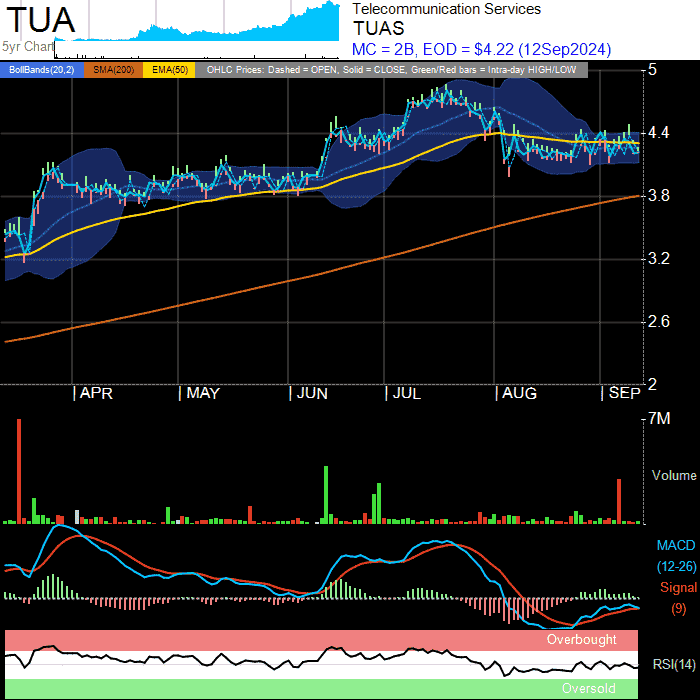 TUA
5yr Chart
Telecommunication Services
TUAS
MC = 2B, EOD = $4.22 (12Sep2024)
BollBands(20,2) SMA(200) EMA(50) OHLC Prices: Dashed = OPEN, Solid = CLOSE, Green/Red bars = Intra-day HIGH/LOW
5
4.4
3.8
3.2
2.6
2
APR MAY JUN JUL AUG SEP
7M
Volume
MACD
(12-26)
Signal
(9)
Overbought
RSI(14)
Oversold